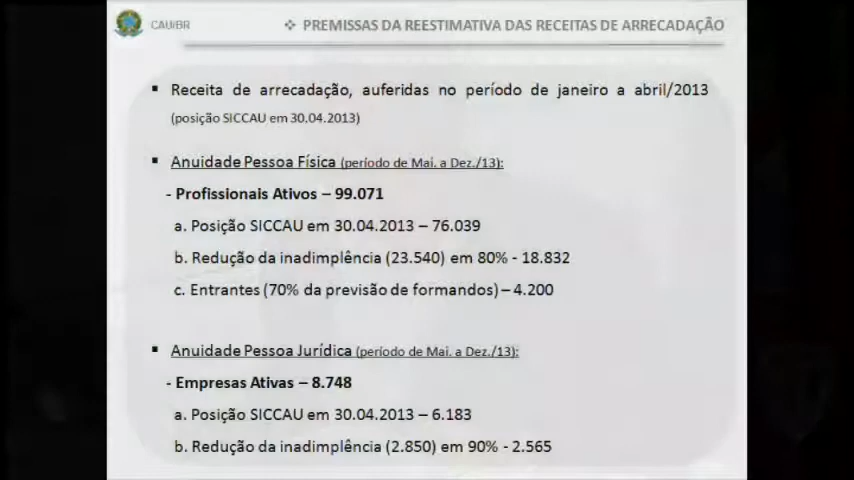 CAU/BR
❖ PREMISSAS DA REESTIMATIVA DAS RECEITAS DE ARRECADAÇÃO
▪ Receita de arrecadação, auferidas no período de janeiro a abril/2013
(posição SICCAU em 30.04.2013)
▪ Anuidade Pessoa Física (período de Mai. a Dez./13):
- Profissionais Ativos – 99.071
a. Posição SICCAU em 30.04.2013 – 76.039
b. Redução da inadimplência (23.540) em 80% - 18.832
c. Entrantes (70% da previsão de formandos) – 4.200
▪ Anuidade Pessoa Jurídica (período de Mai. a Dez./13):
- Empresas Ativas – 8.748
a. Posição SICCAU em 30.04.2013 – 6.183
b. Redução da inadimplência (2.850) em 90% - 2.565